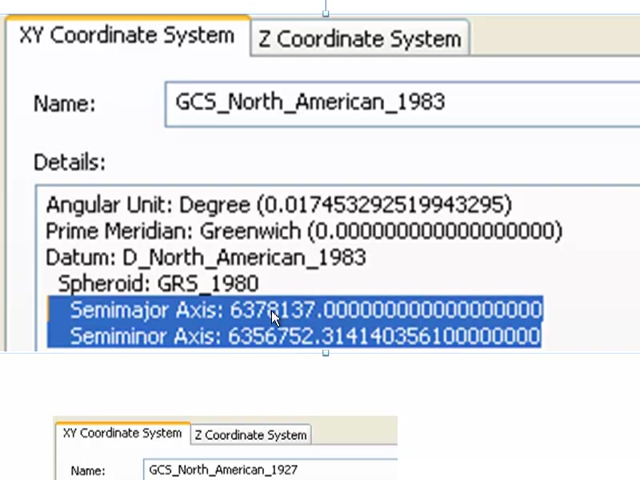 XY Coordinate System Z Coordinate System
Name: GCS_North_American_1983
Details:
Angular Unit: Degree (0.017453292519943295)
Prime Meridian: Greenwich (0.000000000000000000)
Datum: D_North_American_1983
Spheroid: GRS_1980
Semimajor Axis: 6378137.000000000000000000
Semiminor Axis: 6356752.314140356100000000
XY Coordinate System Z Coordinate System
Name: GCS_North_American_1927